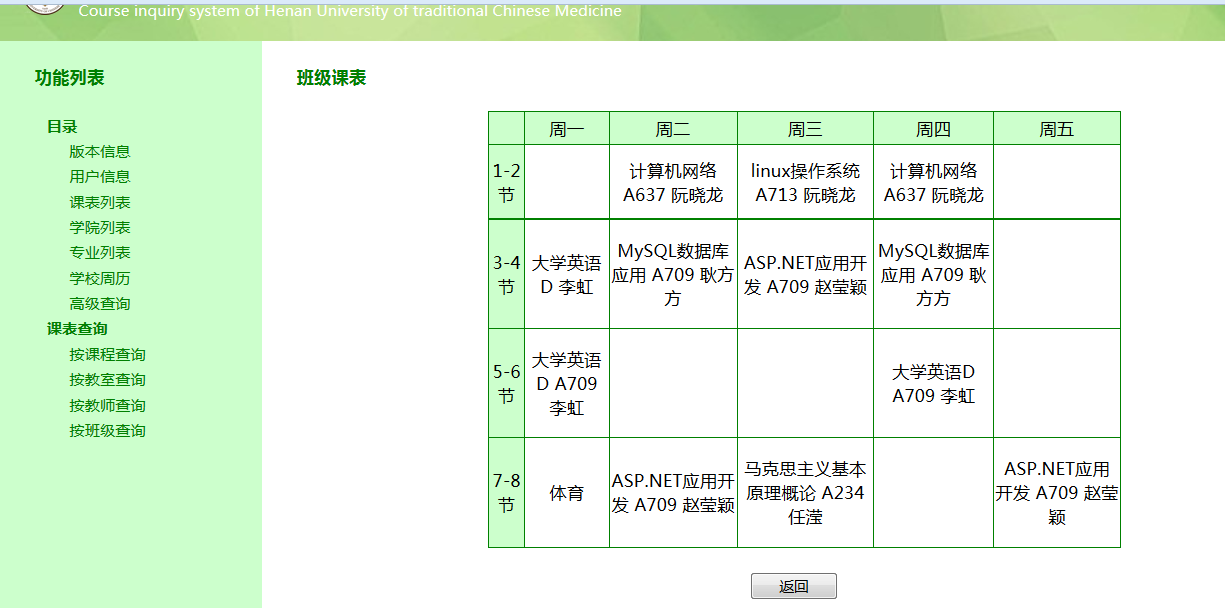 Course inquiry system of Henan University of traditional Chinese Medicine
功能列表
目录
版本信息
用户信息
课表列表
学院列表
专业列表
学校周历
高级查询
课表查询
按课程查询
按教室查询
按教师查询
按班级查询
班级课表
周一 周二 周三 周四 周五
1-2
节
计算机网络
A637 阮晓龙
linux操作系统
A713 阮晓龙
计算机网络
A637 阮晓龙
3-4
节
大学英语
D 李虹
MySQL数据库
应用 A709 耿方
方
ASP.NET应用开
发 A709 赵莹颖
MySQL数据库
应用 A709 耿
方方
5-6
节
大学英语
D A709
李虹
大学英语D
A709 李虹
7-8
节
体育
ASP.NET应用开
发 A709 赵莹颖
马克思主义基本
原理概论 A234
任滢
ASP.NET应用
开发 A709 赵莹
颖
返回